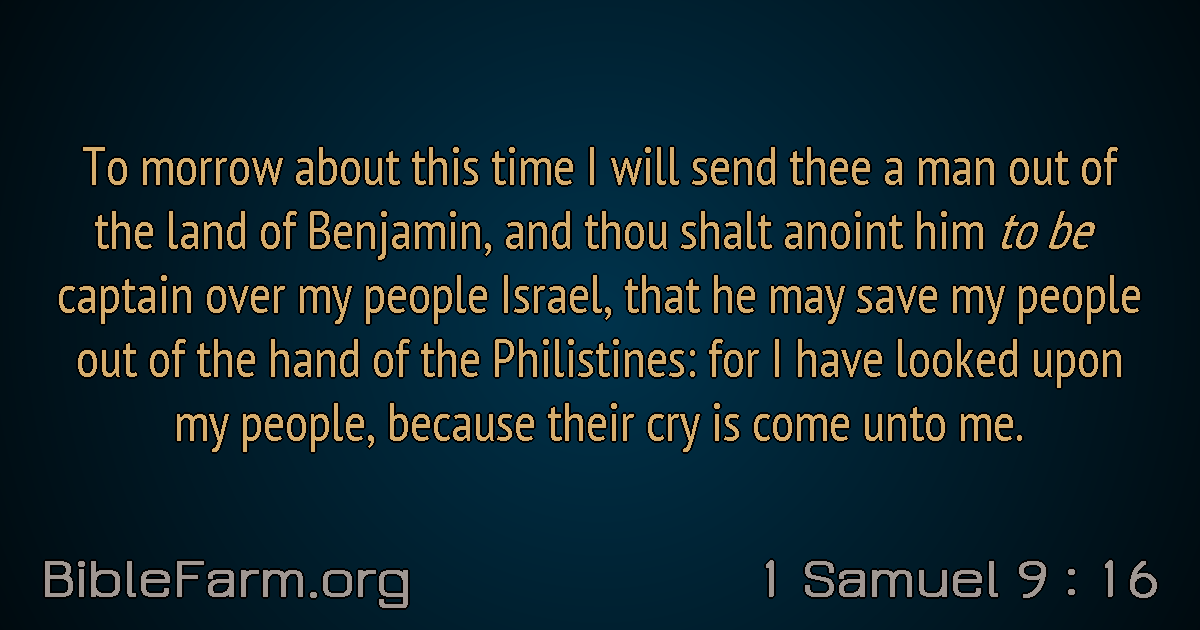 To morrow about this time I will send thee a man out of
the land of Benjamin, and thou shalt anoint him to be
captain over my people Israel, that he may save my people
out of the hand of the Philistines: for I have looked upon
my people, because their cry is come unto me.
BibleFarm.org
1 Samuel 9 : 16